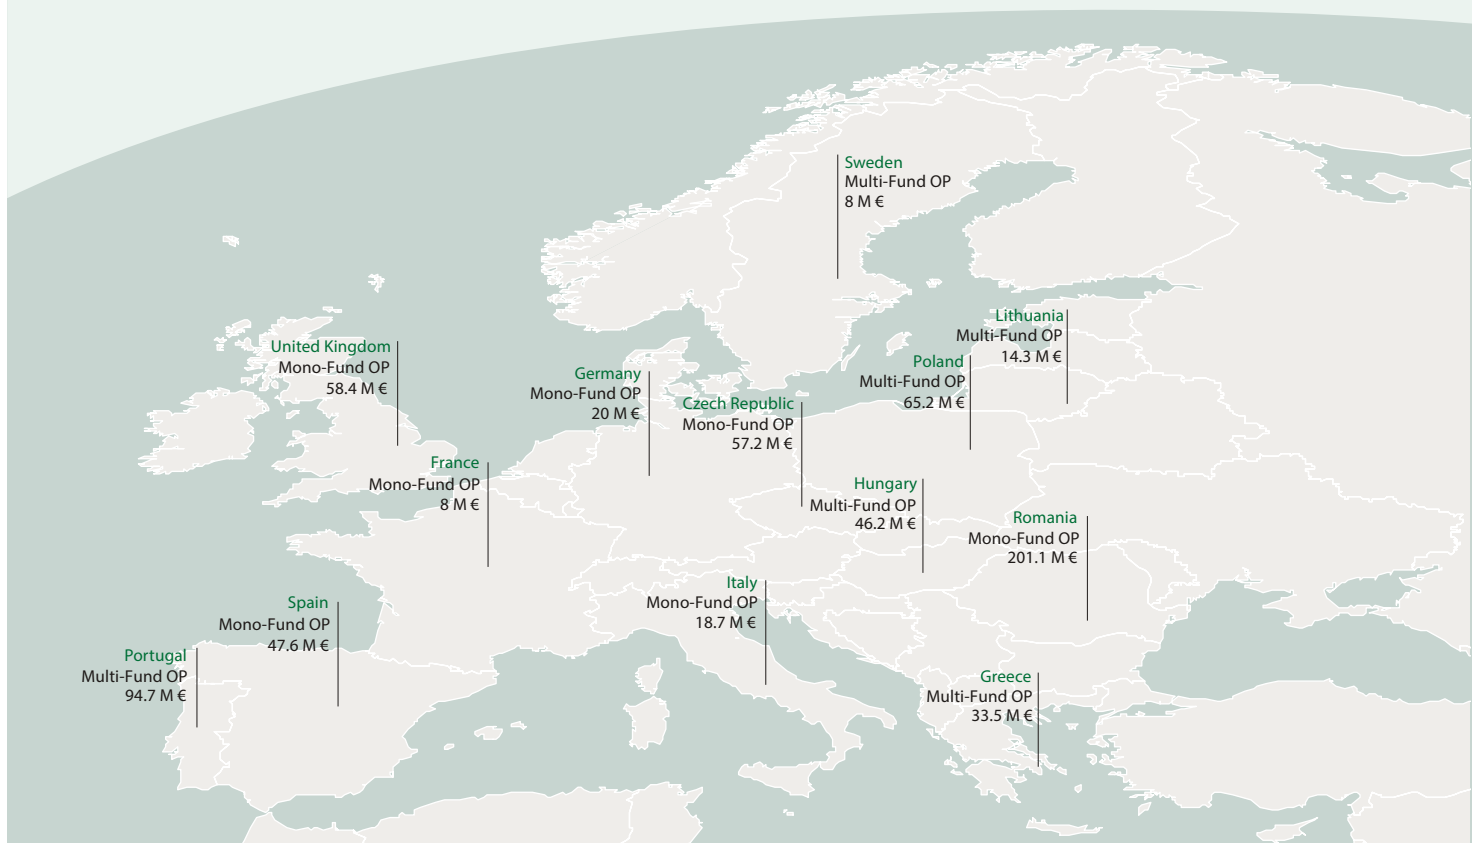 Sweden
Multi-Fund OP
8 M €
Lithuania
Multi-Fund OP
14.3 M €
United Kingdom
Mono-Fund OP
58.4 M €
Poland
Multi-Fund OP
65.2 M €
Germany
Mono-Fund OP
20 M €
Czech Republic
Mono-Fund OP
57.2 M €
France
Mono-Fund OP
8 M €
Hungary
Multi-Fund OP
46.2 M €
Romania
Mono-Fund OP
201.1 M €
Italy
Mono-Fund OP
18.7 M €
Spain
Mono-Fund OP
47.6 M €
Portugal
Multi-Fund OP
94.7 M €
Greece
Multi-Fund OP
33.5 M €